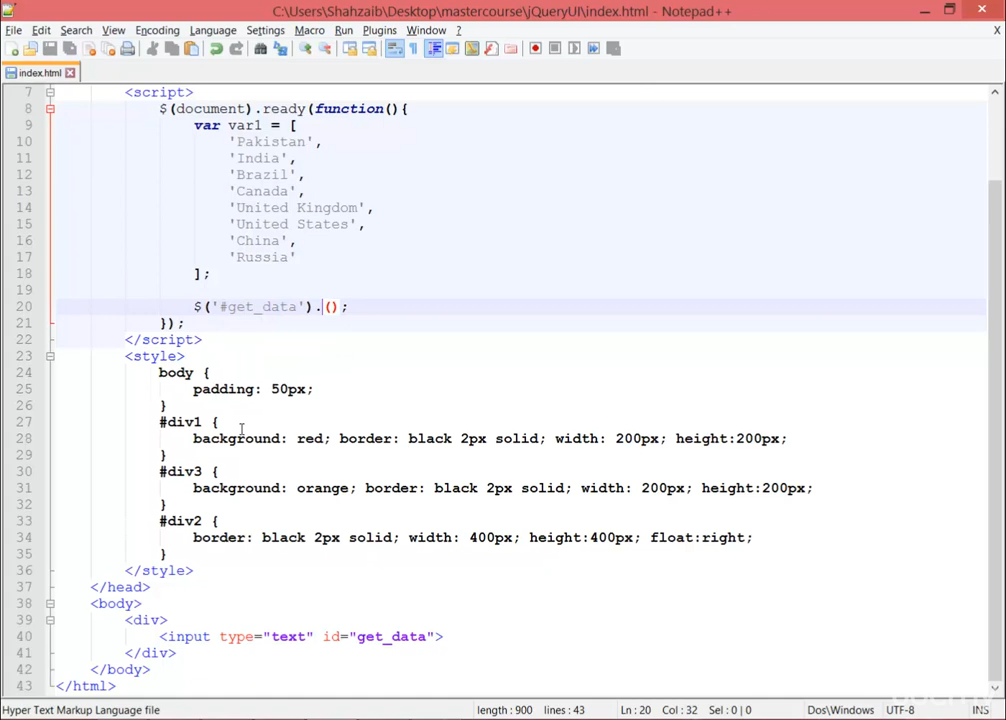 C:\Users\Shahzaib\Desktop\mastercourse\jQueryUI\index.html - Notepad++
File Edit Search View Encoding Language Settings Macro Run Plugins Window ? X
index.html
7 <script>
8 $(document).ready(function(){
9 var var1 = [
10 'Pakistan',
11 'India',
12 'Brazil',
13 'Canada',
14 'United Kingdom',
15 'United States',
16 'China',
17 'Russia'
18 ];
19
20 $('#get_data').();
21 });
22 </script>
23 <style>
24 body {
25 padding: 50px;
26 }
27 #div1 {
28 background: red; border: black 2px solid; width: 200px; height:200px;
29 }
30 #div3 {
31 background: orange; border: black 2px solid; width: 200px; height:200px;
32 }
33 #div2 {
34 border: black 2px solid; width: 400px; height:400px; float:right;
35 }
36 </style>
37 </head>
38 <body>
39 <div>
40 <input type="text" id="get_data">
41 </div>
42 </body>
43 </html>
Hyper Text Markup Language file length : 900 lines : 43 Ln : 20 Col : 32 Sel : 0 | 0 Dos\Windows UTF-8 INS